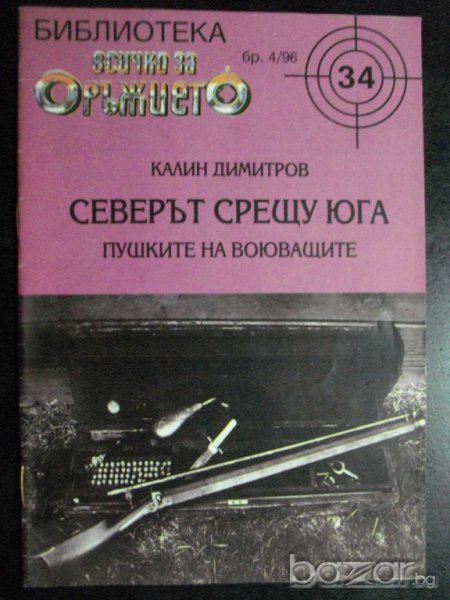 БИБЛИОТЕКА
ВСИЧКО ЗА
ОРЪЖИЕТО
бр. 4/96
34
КАЛИН ДИМИТРОВ
СЕВЕРЪТ СРЕЩУ ЮГА
ПУШКИТЕ НА ВОЮВАЩИТЕ
bazar.bg